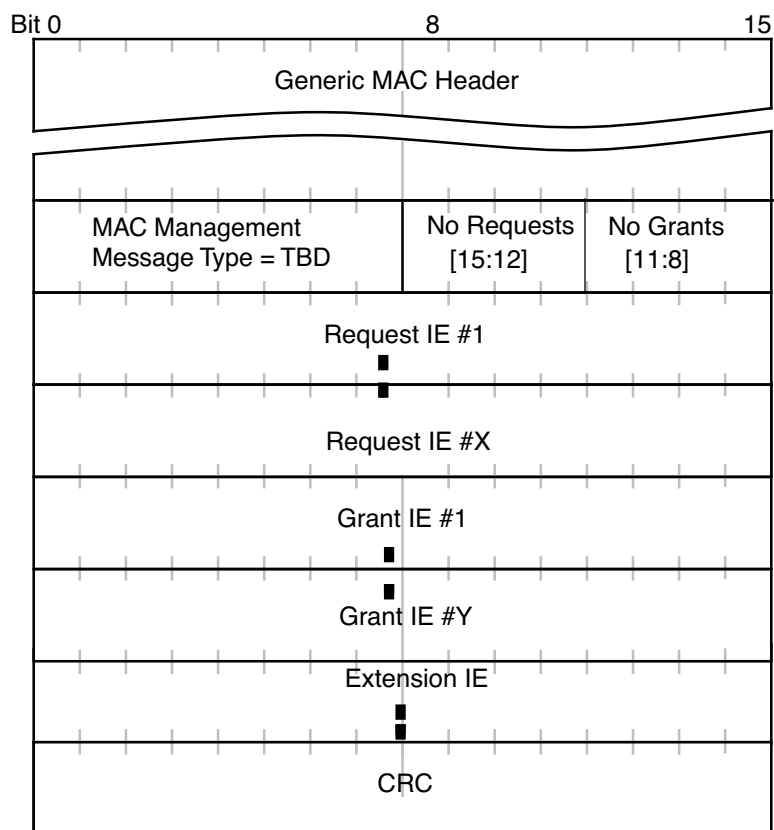 Bit 0 8 15
Generic MAC Header
MAC Management
Message Type = TBD
No Requests
[15:12]
No Grants
[11:8]
Request IE #1
Request IE #X
Grant IE #1
Grant IE #Y
Extension IE
CRC